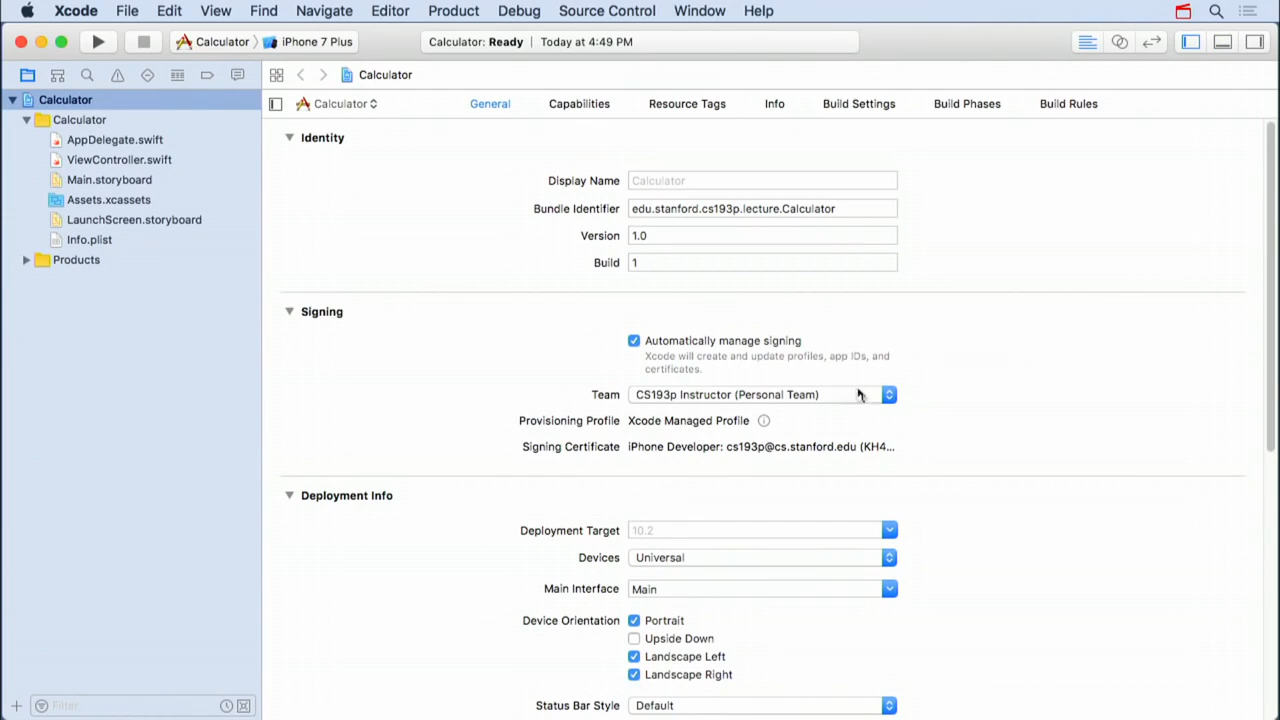 Xcode File Edit View Find Navigate Editor Product Debug Source Control Window Help
Calculator iPhone 7 Plus Calculator: Ready Today at 4:49 PM
Calculator
Calculator
Calculator General Capabilities Resource Tags Info Build Settings Build Phases Build Rules
Calculator
AppDelegate.swift
ViewController.swift
Main.storyboard
Assets.xcassets
LaunchScreen.storyboard
Info.plist
Products
Filter
Identity
Display Name Calculator
Bundle Identifier edu.stanford.cs193p.lecture.Calculator
Version 1.0
Build 1
Signing
Automatically manage signing
Xcode will create and update profiles, app IDs, and
certificates.
Team CS193p Instructor (Personal Team)
Provisioning Profile Xcode Managed Profile
Signing Certificate iPhone Developer: cs193p@cs.stanford.edu (KH4...
Deployment Info
Deployment Target 10.2
Devices Universal
Main Interface Main
Device Orientation Portrait
Upside Down
Landscape Left
Landscape Right
Status Bar Style Default